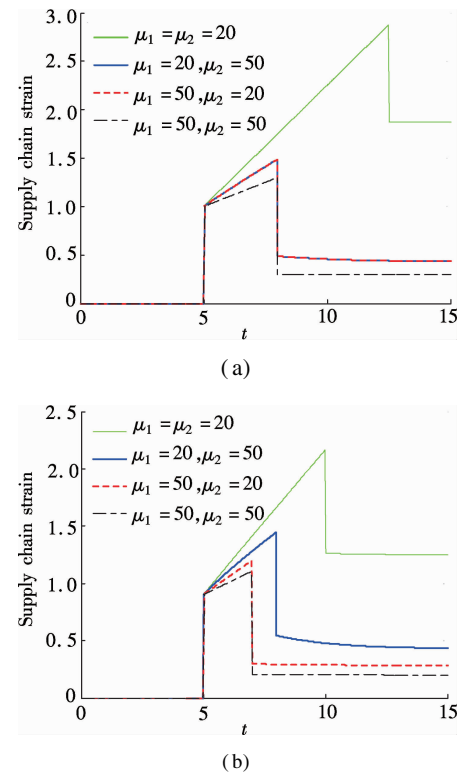 3.0
2.5
2.0
1.5
1.0
0.5
0
Supply chain strain
μ₁ = μ₂ = 20
μ₁ = 20, μ₂ = 50
μ₁ = 50, μ₂ = 20
μ₁ = 50, μ₂ = 50
0 5 10 15
t
(a)
2.5
2.0
1.5
1.0
0.5
0
Supply chain strain
μ₁ = μ₂ = 20
μ₁ = 20, μ₂ = 50
μ₁ = 50, μ₂ = 20
μ₁ = 50, μ₂ = 50
0 5 10 15
t
(b)